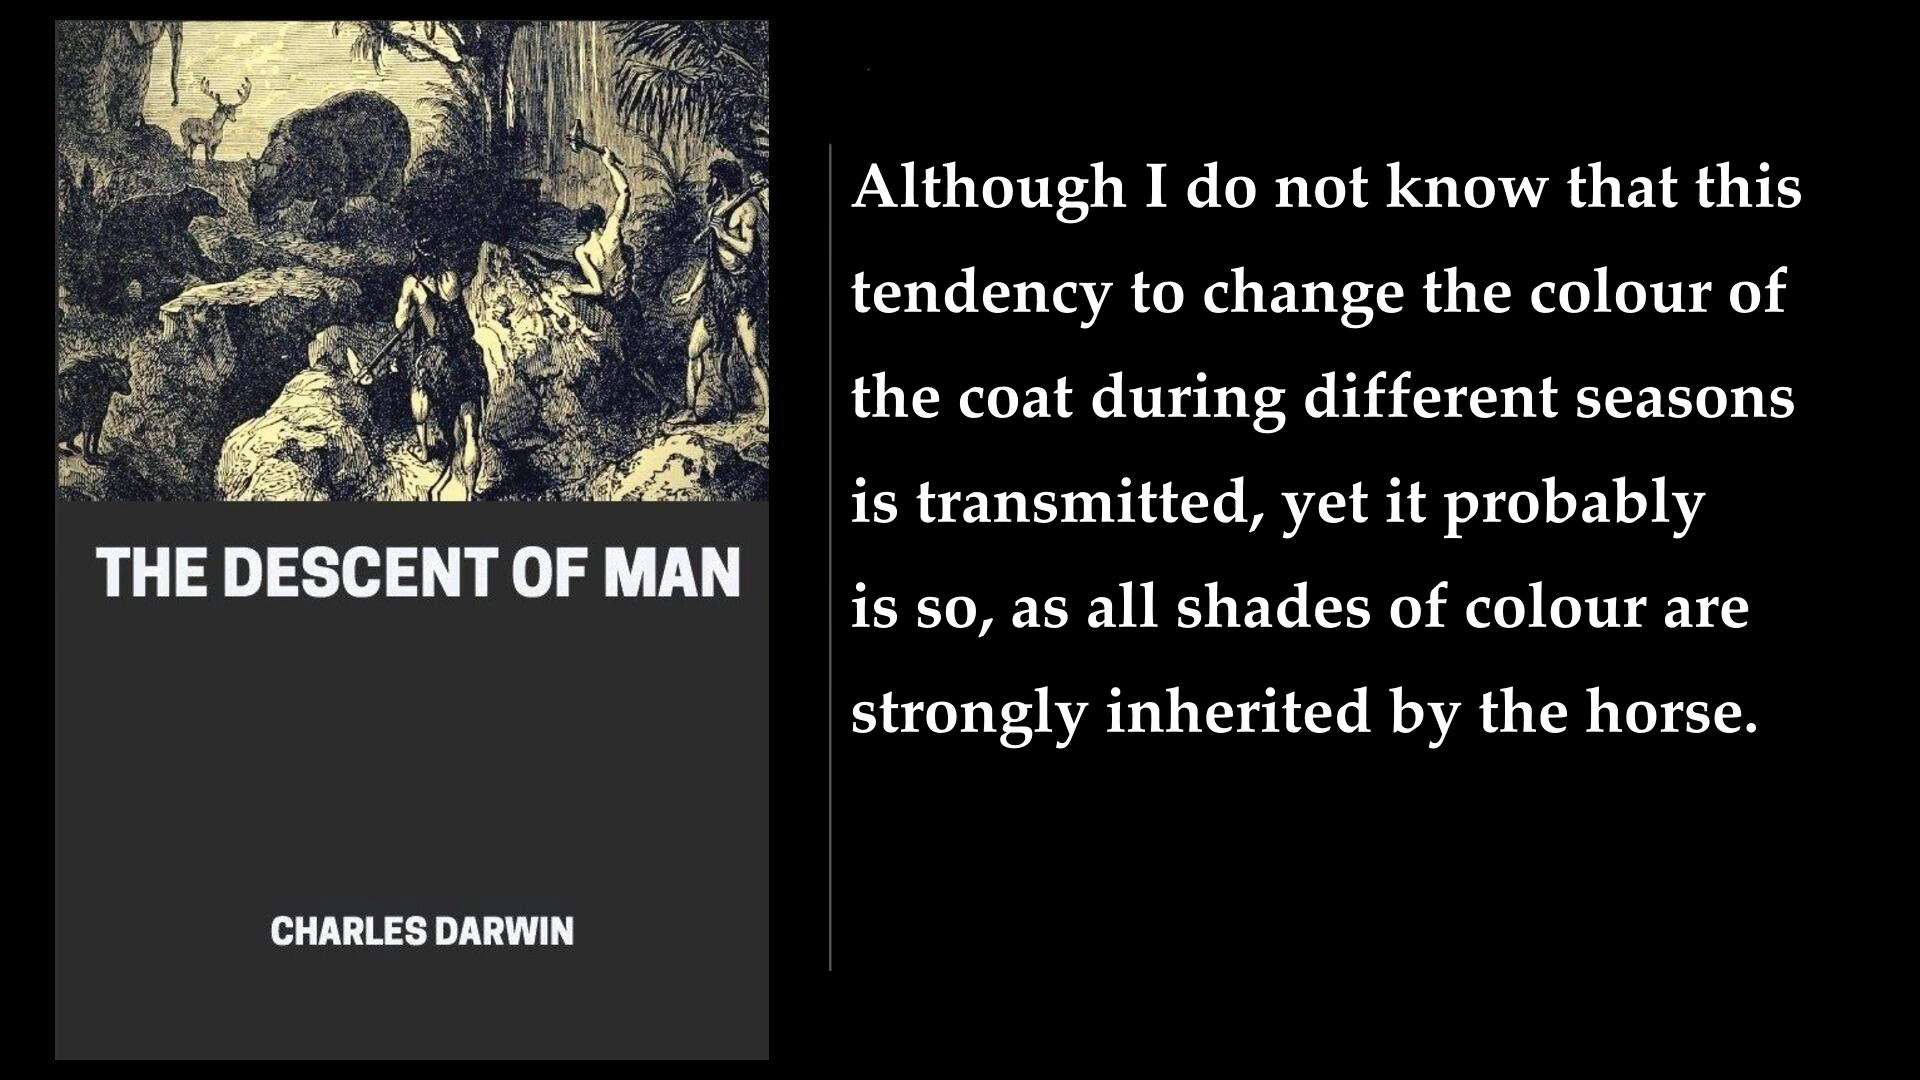 THE DESCENT OF MAN
CHARLES DARWIN
Although I do not know that this
tendency to change the colour of
the coat during different seasons
is transmitted, yet it probably
is so, as all shades of colour are
strongly inherited by the horse.